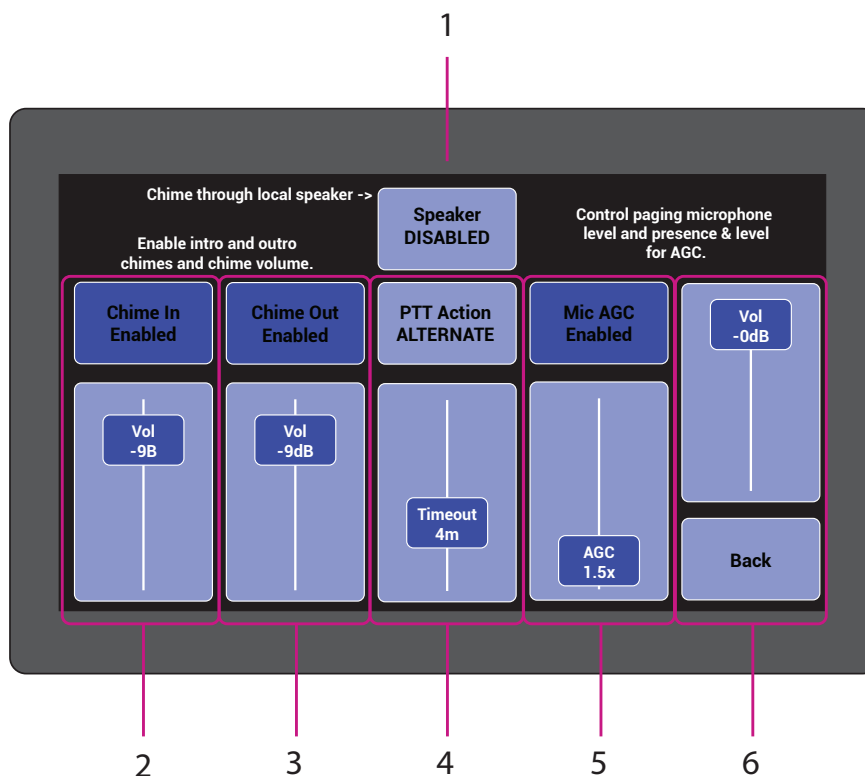 1
Chime through local speaker ->
Speaker
DISABLED
Control paging microphone
level and presence & level
for AGC.
Enable intro and outro
chimes and chime volume.
Chime In
Enabled
Chime Out
Enabled
PTT Action
ALTERNATE
Mic AGC
Enabled
Vol
-0dB
Vol
-9B
Vol
-9dB
Timeout
4m
AGC
1.5x
Back
2
3
4
5
6